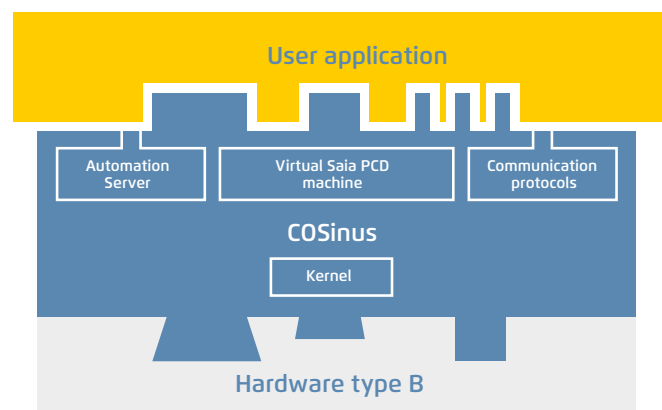 User application
Automation
Server
Virtual Saia PCD
machine
Communication
protocols
COSinus
Kernel
Hardware type B